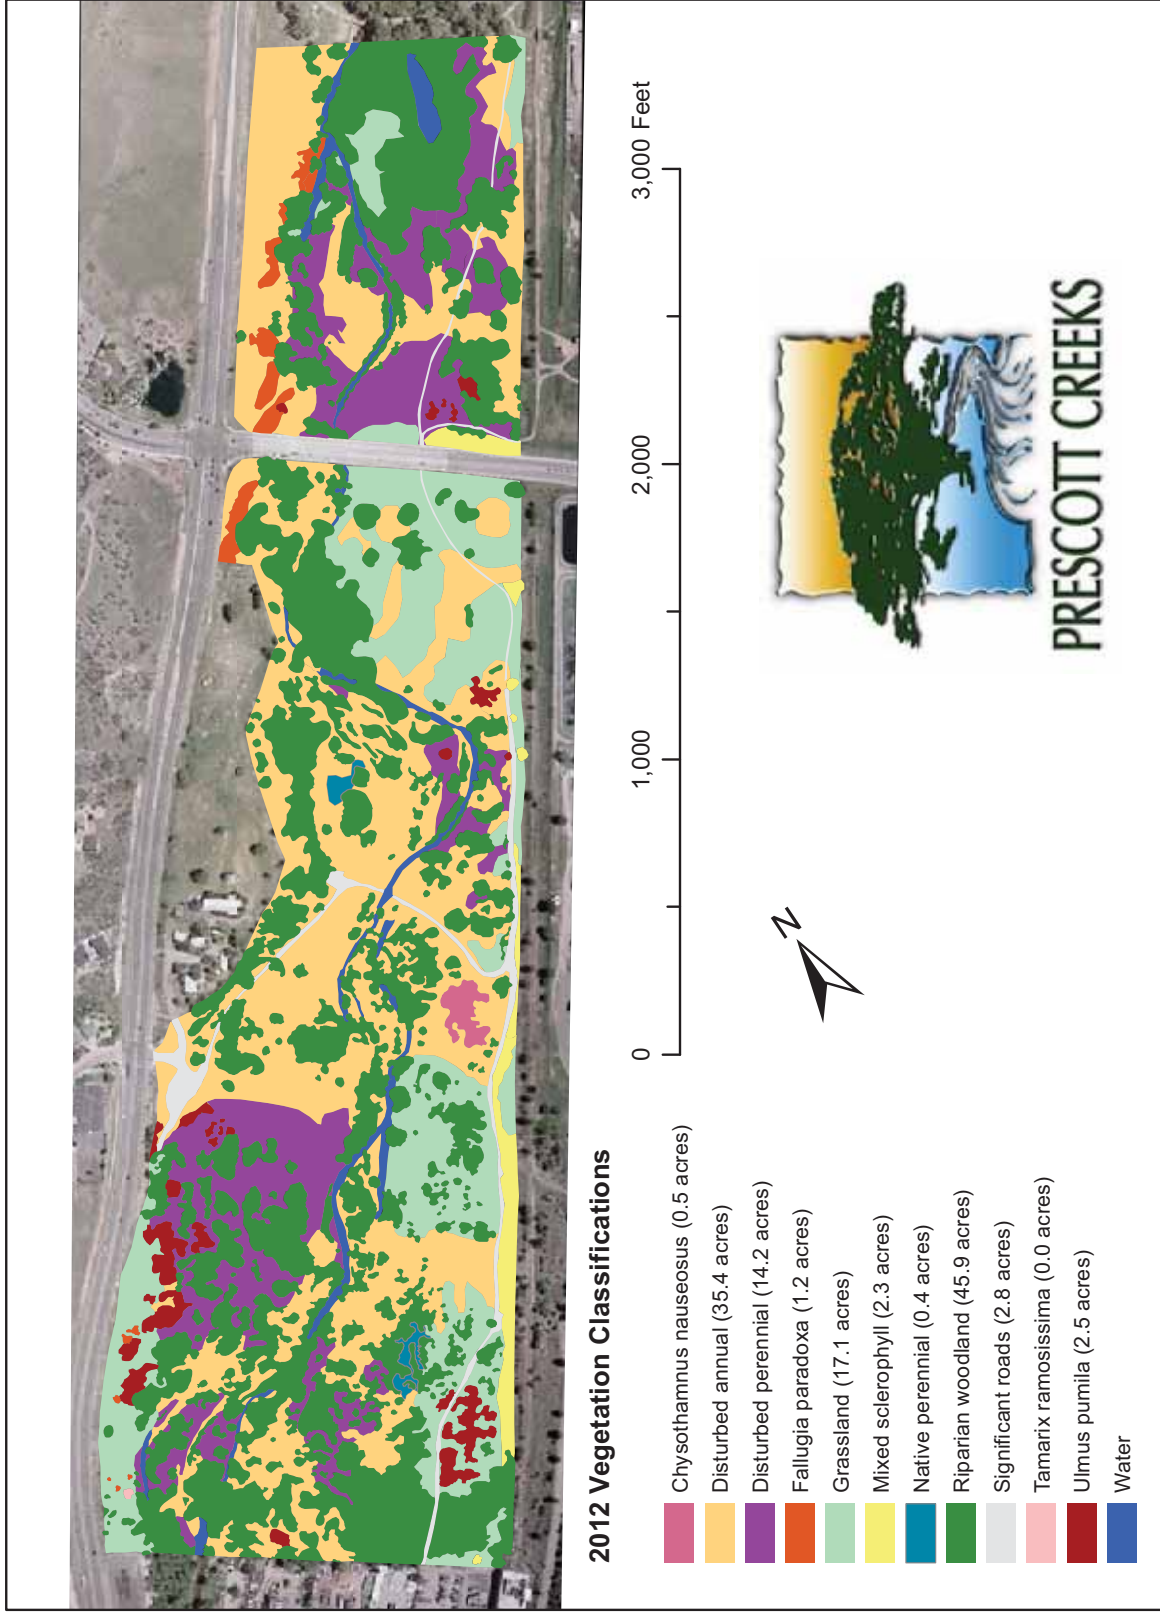 2012 Vegetation Classifications
Chysothamnus nauseosus (0.5 acres)
Disturbed annual (35.4 acres)
Disturbed perennial (14.2 acres)
Fallugia paradoxa (1.2 acres)
Grassland (17.1 acres)
Mixed sclerophyll (2.3 acres)
Native perennial (0.4 acres)
Riparian woodland (45.9 acres)
Significant roads (2.8 acres)
Tamarix ramosissima (0.0 acres)
Ulmus pumila (2.5 acres)
Water
0 1,000 2,000 3,000 Feet
N
PRESCOTT CREEKS